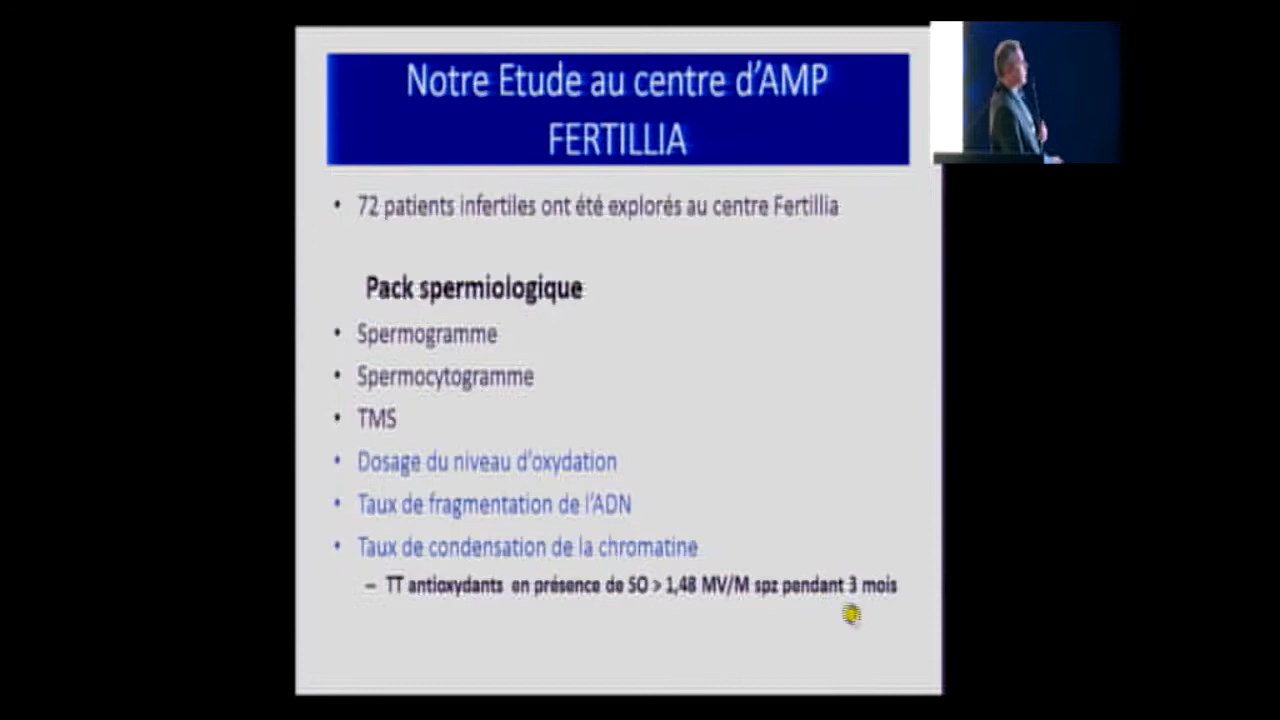 Notre Etude au centre d'AMP
FERTILLIA
• 72 patients infertiles ont été explorés au centre Fertillia
Pack spermiologique
• Spermogramme
• Spermocytogramme
• TMS
• Dosage du niveau d'oxydation
• Taux de fragmentation de l'ADN
• Taux de condensation de la chromatine
– TT antioxydants en présence de SO > 1,48 MV/M spz pendant 3 mois